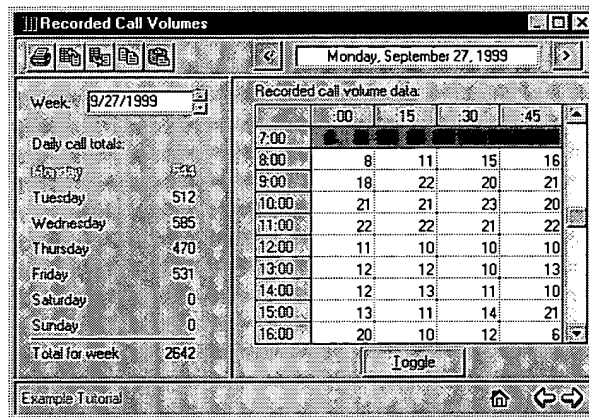 Recorded Call Volumes
Monday, September 27, 1999
Week: 9/27/1999
Daily call totals:
Monday 544
Tuesday 512
Wednesday 585
Thursday 470
Friday 531
Saturday 0
Sunday 0
Total for week 2642
Recorded call volume data:
:00 :15 :30 :45
7:00
8:00 8 11 15 16
9:00 18 22 20 21
10:00 21 21 23 20
11:00 22 22 21 22
12:00 11 10 10 10
13:00 12 12 10 13
14:00 12 13 11 10
15:00 13 11 14 21
16:00 20 10 12 6
Toggle
Example Tutorial